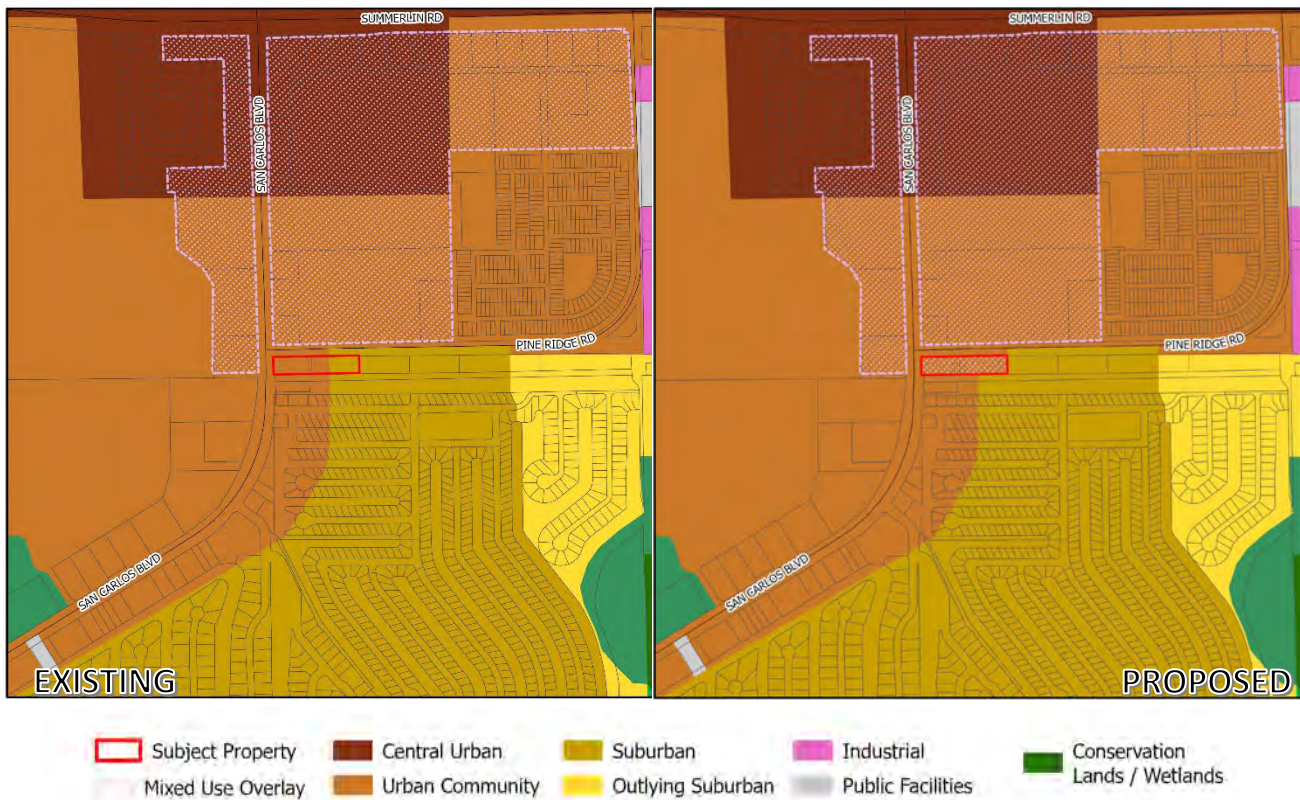 SUMMERLIN RD
SAN CARLOS BLVD
PINE RIDGE RD
SAN CARLOS BLVD
EXISTING
SUMMERLIN RD
SAN CARLOS BLVD
PINE RIDGE RD
SAN CARLOS BLVD
PROPOSED
Subject Property
Mixed Use Overlay
Central Urban
Urban Community
Suburban
Outlying Suburban
Industrial
Public Facilities
Conservation
Lands / Wetlands